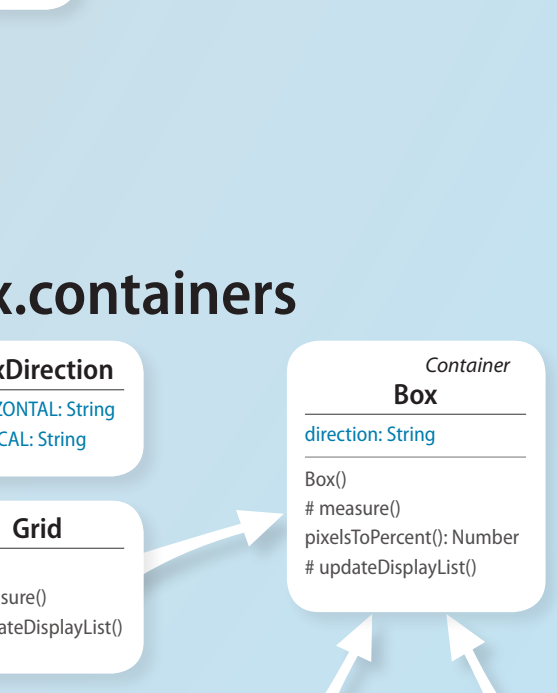 x.containers
xDirection
ZONTAL: String
CAL: String
Grid
sure()
ateDisplayList()
Container
Box
direction: String
Box()
# measure()
pixelsToPercent(): Number
# updateDisplayList()